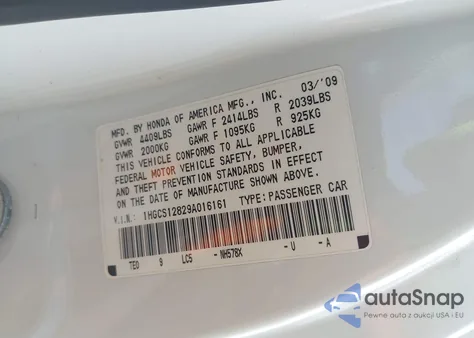 MFD. BY HONDA OF AMERICA MFG., INC. 03/'09
GVWR 4409LBS GAWR F 2414LBS R 2039LBS
GVWR 2000KG GAWR F 1095KG R 925KG
THIS VEHICLE CONFORMS TO ALL APPLICABLE
FEDERAL MOTOR VEHICLE SAFETY, BUMPER,
AND THEFT PREVENTION STANDARDS IN EFFECT
ON THE DATE OF MANUFACTURE SHOWN ABOVE.
V.I.N.: 1HGCS12829A016161 TYPE: PASSENGER CAR
TE0 9 LC5 -NH578X -U -A
autoSnap
Pewne auta z aukcji USA i EU